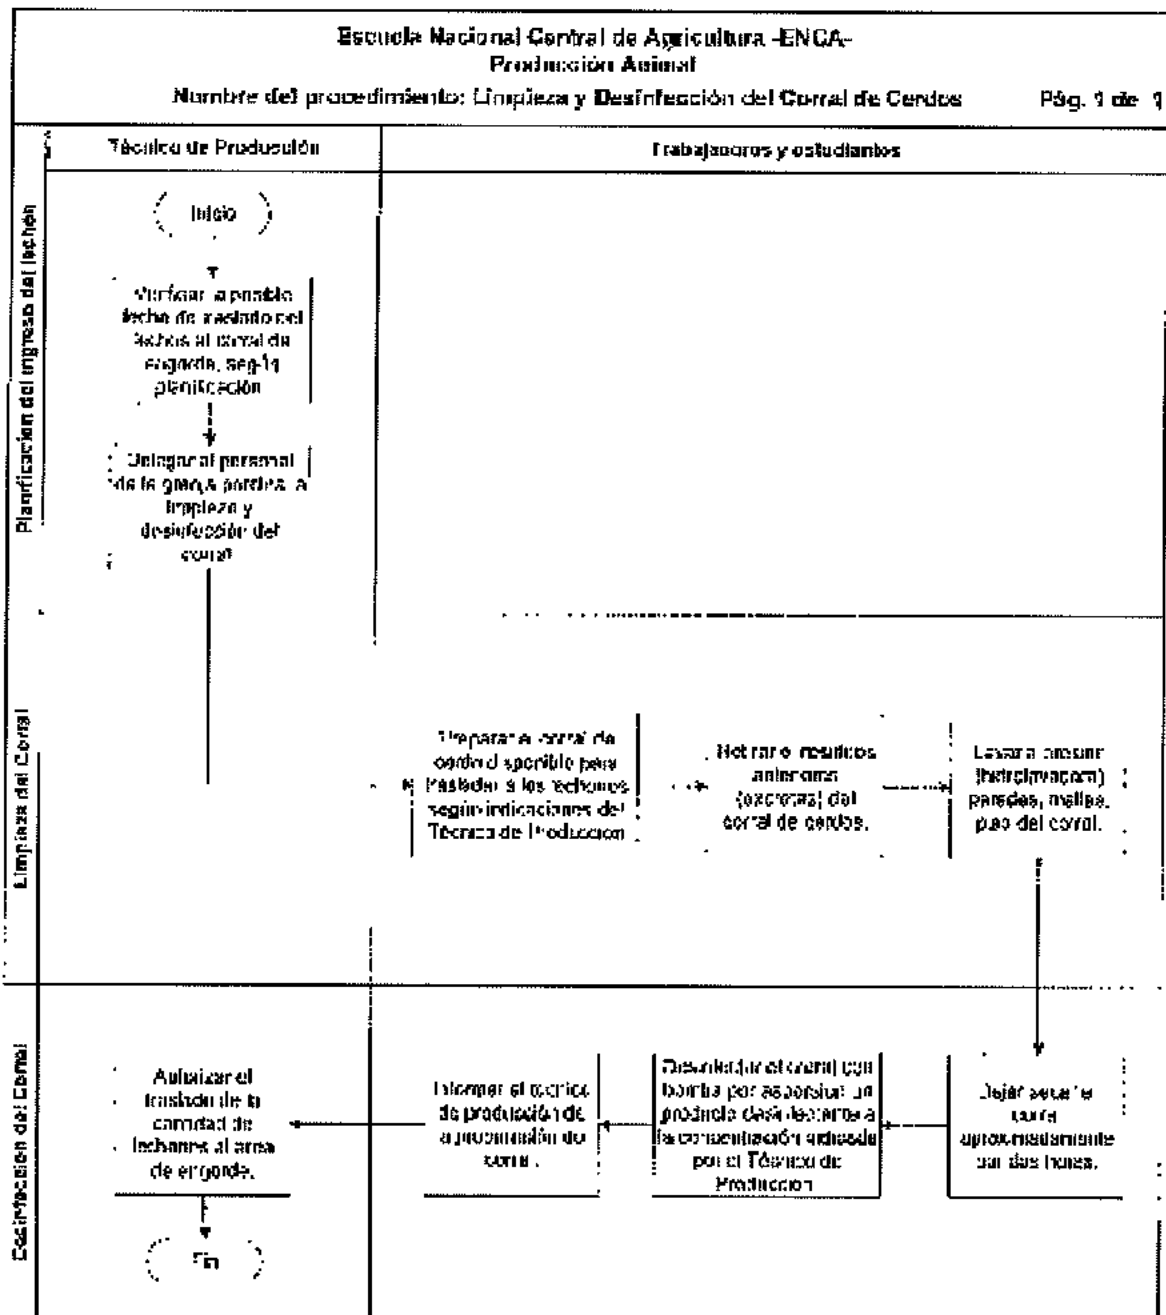 Escuela Nacional Central de Agricultura -ENCA-
Producción Animal
Nombre del procedimiento: Limpieza y Desinfección del Corral de Cerdos
Pág. 1 de 1
Técnico de Producción
Trabajadores y estudiantes
Planificación del ingreso del lechón
Inicio
Verificar la posible
fecha de traslado del
lechón al corral de
engorde, según
planificación
Delegar al personal
de la granja porcina la
limpieza y
desinfección del
corral
Limpieza del Corral
Preparar el corral de
cerdo disponible para
trasladar a los lechones
según indicaciones del
Técnico de Producción
Retirar residuos
(excretas) del
corral de cerdos.
Lavar a presión
(hidrolavadora)
paredes, mallas,
piso del corral.
Desinfección del Corral
Dejar secar el
corral
aproximadamente
por dos horas.
Desinfectar el corral con
bomba por aspersión un
producto desinfectante a
la concentración indicada
por el Técnico de
Producción
Informar al técnico
de producción de
corral.
Autorizar el
traslado de la
cantidad de
lechones al area
de engorde.
Fin